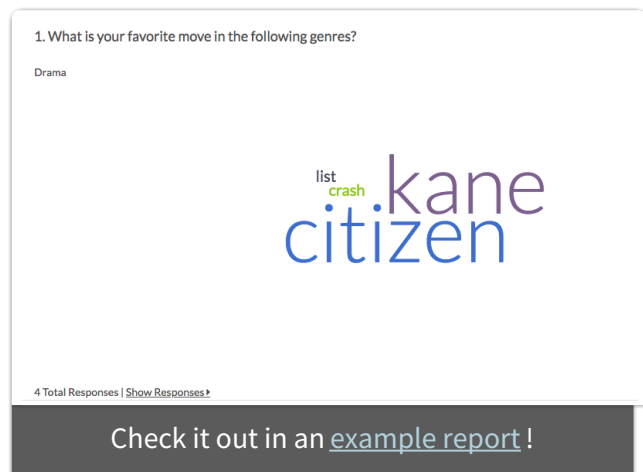 1. What is your favorite move in the following genres?
Drama
list
crash
kane
citizen
4 Total Responses | Show Responses
Check it out in an example report!